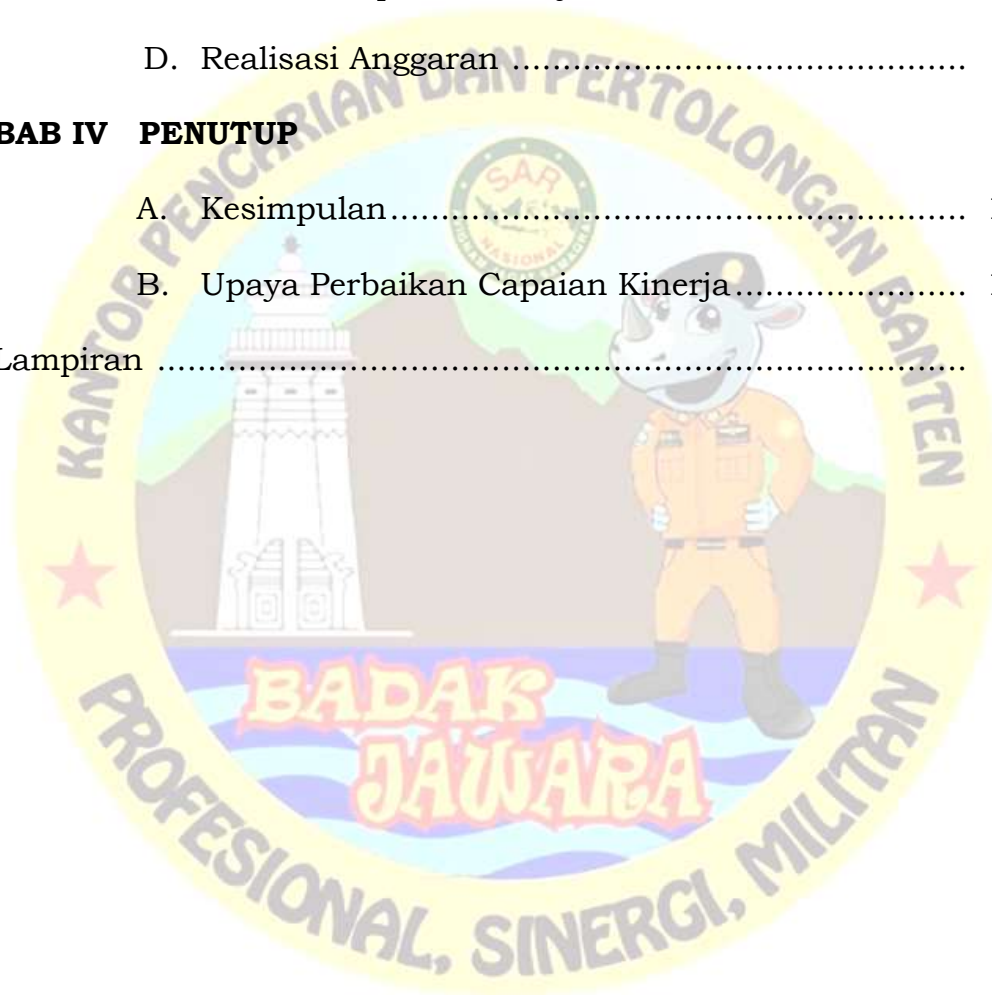 D. Realisasi Anggaran ................................................
BAB IV PENUTUP
A. Kesimpulan.............................................................
B. Upaya Perbaikan Capaian Kinerja.........................
Lampiran .....................................................................................
KANTOR PENCARIAN DAN PERTOLONGAN BANTEN
SAR
NASIONAL
BADAK
JAWARA
PROFESIONAL, SINERGI, MILITAN